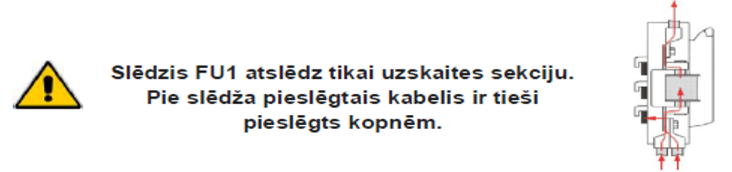 Slēdzis FU1 atslēdz tikai uzskaites sekciju.
Pie slēdža pieslēgtais kabelis ir tieši
pieslēgts kopnēm.